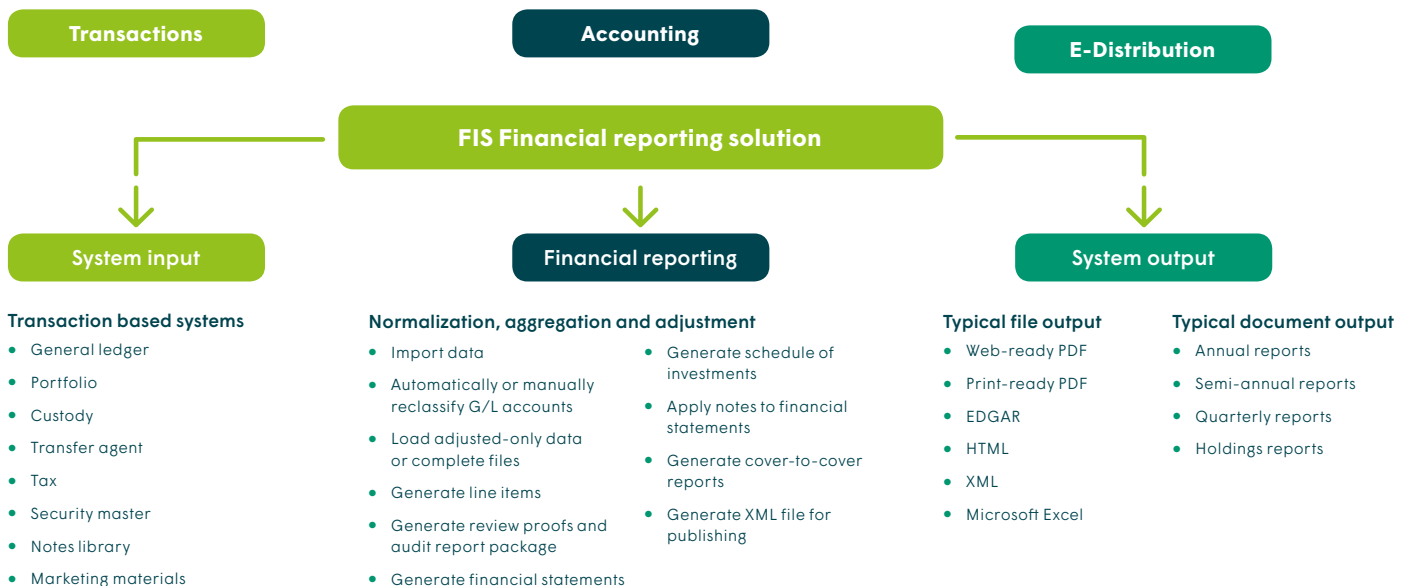 Transactions
Accounting
E-Distribution
FIS Financial reporting solution
System input
Financial reporting
System output
Transaction based systems
• General ledger
• Portfolio
• Custody
• Transfer agent
• Tax
• Security master
• Notes library
• Marketing materials
Normalization, aggregation and adjustment
• Import data
• Automatically or manually
reclassify G/L accounts
• Load adjusted-only data
or complete files
• Generate line items
• Generate review proofs and
audit report package
• Generate financial statements
• Generate schedule of
investments
• Apply notes to financial
statements
• Generate cover-to-cover
reports
• Generate XML file for
publishing
Typical file output
• Web-ready PDF
• Print-ready PDF
• EDGAR
• HTML
• XML
• Microsoft Excel
Typical document output
• Annual reports
• Semi-annual reports
• Quarterly reports
• Holdings reports